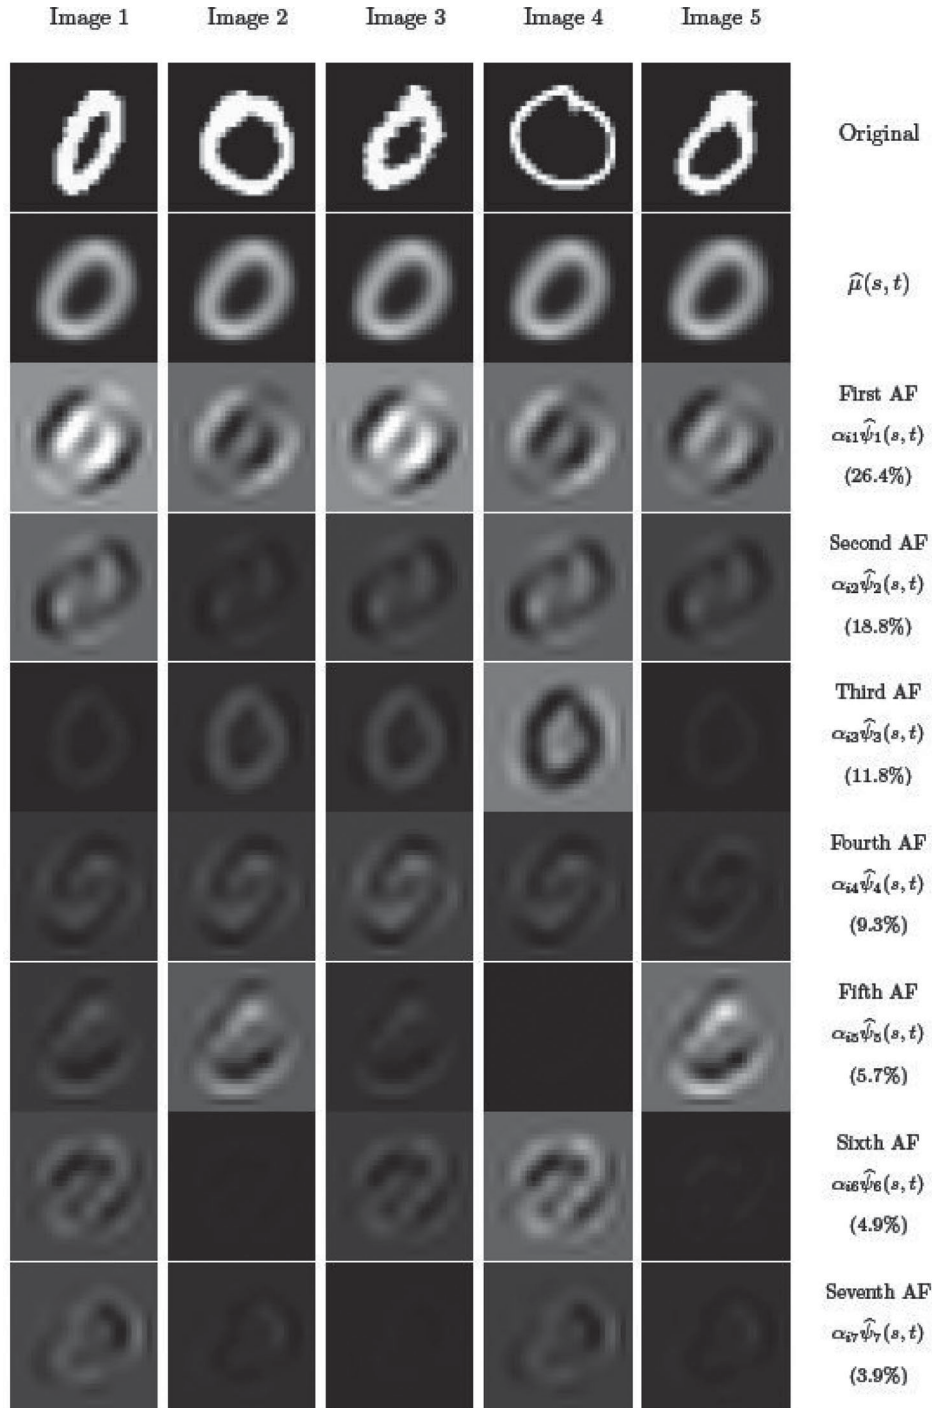 Image 1 Image 2 Image 3 Image 4 Image 5
Original
μ̂(s, t)
First AF
αᵢ₁ψ̂₁(s, t)
(26.4%)
Second AF
αᵢ₂ψ̂₂(s, t)
(18.8%)
Third AF
αᵢ₃ψ̂₃(s, t)
(11.8%)
Fourth AF
αᵢ₄ψ̂₄(s, t)
(9.3%)
Fifth AF
αᵢ₅ψ̂₅(s, t)
(5.7%)
Sixth AF
αᵢ₆ψ̂₆(s, t)
(4.9%)
Seventh AF
αᵢ₇ψ̂₇(s, t)
(3.9%)